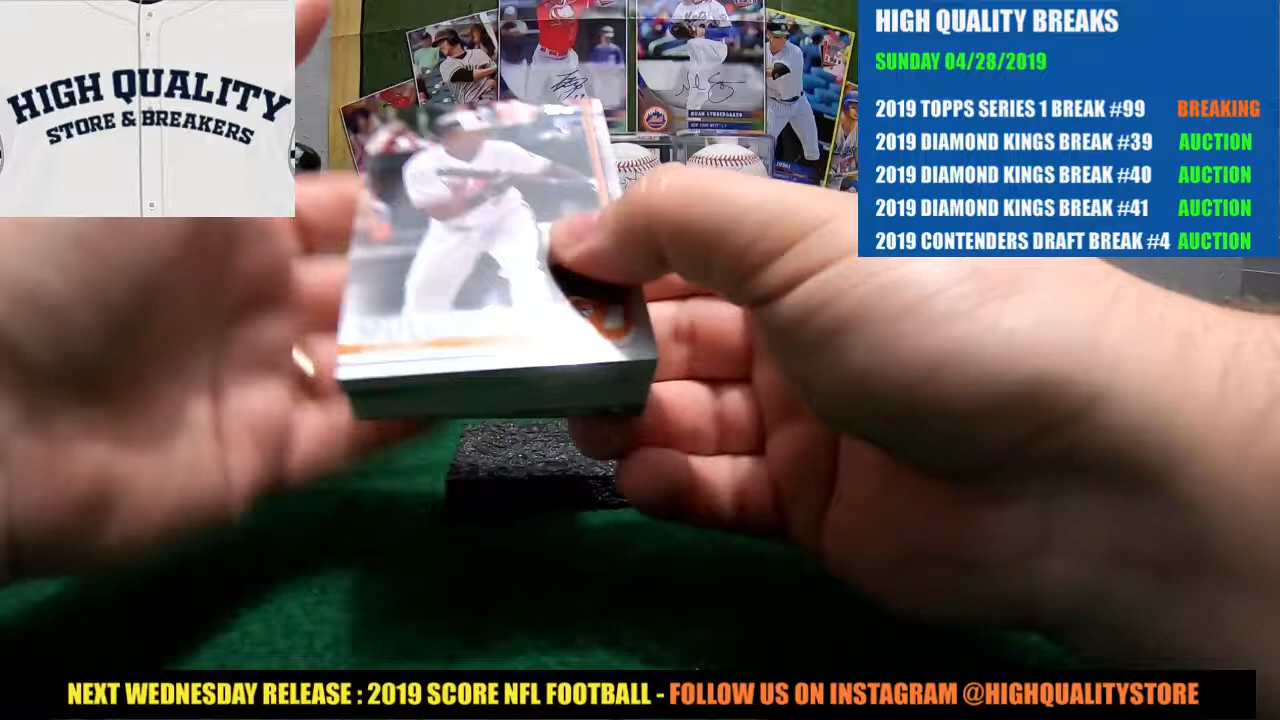 HIGH QUALITY
STORE & BREAKERS
HIGH QUALITY BREAKS
SUNDAY 04/28/2019
2019 TOPPS SERIES 1 BREAK #99 BREAKING
2019 DIAMOND KINGS BREAK #39 AUCTION
2019 DIAMOND KINGS BREAK #40 AUCTION
2019 DIAMOND KINGS BREAK #41 AUCTION
2019 CONTENDERS DRAFT BREAK #4 AUCTION
NOAH SYNDERGAARD
NEXT WEDNESDAY RELEASE : 2019 SCORE NFL FOOTBALL - FOLLOW US ON INSTAGRAM @HIGHQUALITYSTORE